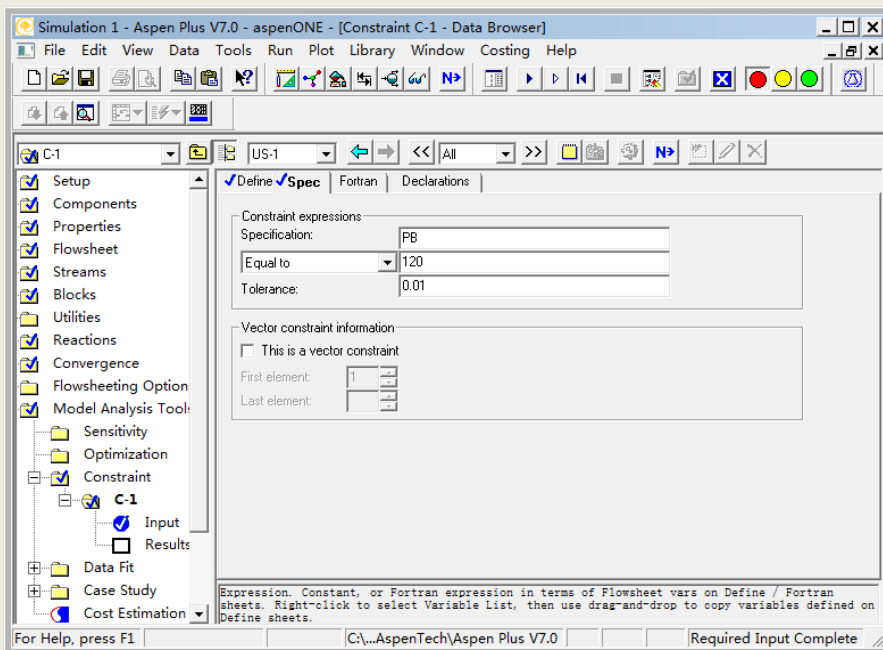 Simulation 1 - Aspen Plus V7.0 - aspenONE - [Constraint C-1 - Data Browser]
File Edit View Data Tools Run Plot Library Window Costing Help
N
C-1 US-1 << All >> N
Setup
Components
Properties
Flowsheet
Streams
Blocks
Utilities
Reactions
Convergence
Flowsheeting Option
Model Analysis Tool
Sensitivity
Optimization
Constraint
C-1
Input
Results
Data Fit
Case Study
Cost Estimation
Define Spec Fortran Declarations
Constraint expressions
Specification: PB
Equal to 120
Tolerance: 0.01
Vector constraint information
This is a vector constraint
First element: 1
Last element:
Expression. Constant, or Fortran expression in terms of Flowsheet vars on Define / Fortran
sheets. Right-click to select Variable List, then use drag-and-drop to copy variables defined on
Define sheets.
For Help, press F1 C:\...AspenTech\Aspen Plus V7.0 Required Input Complete